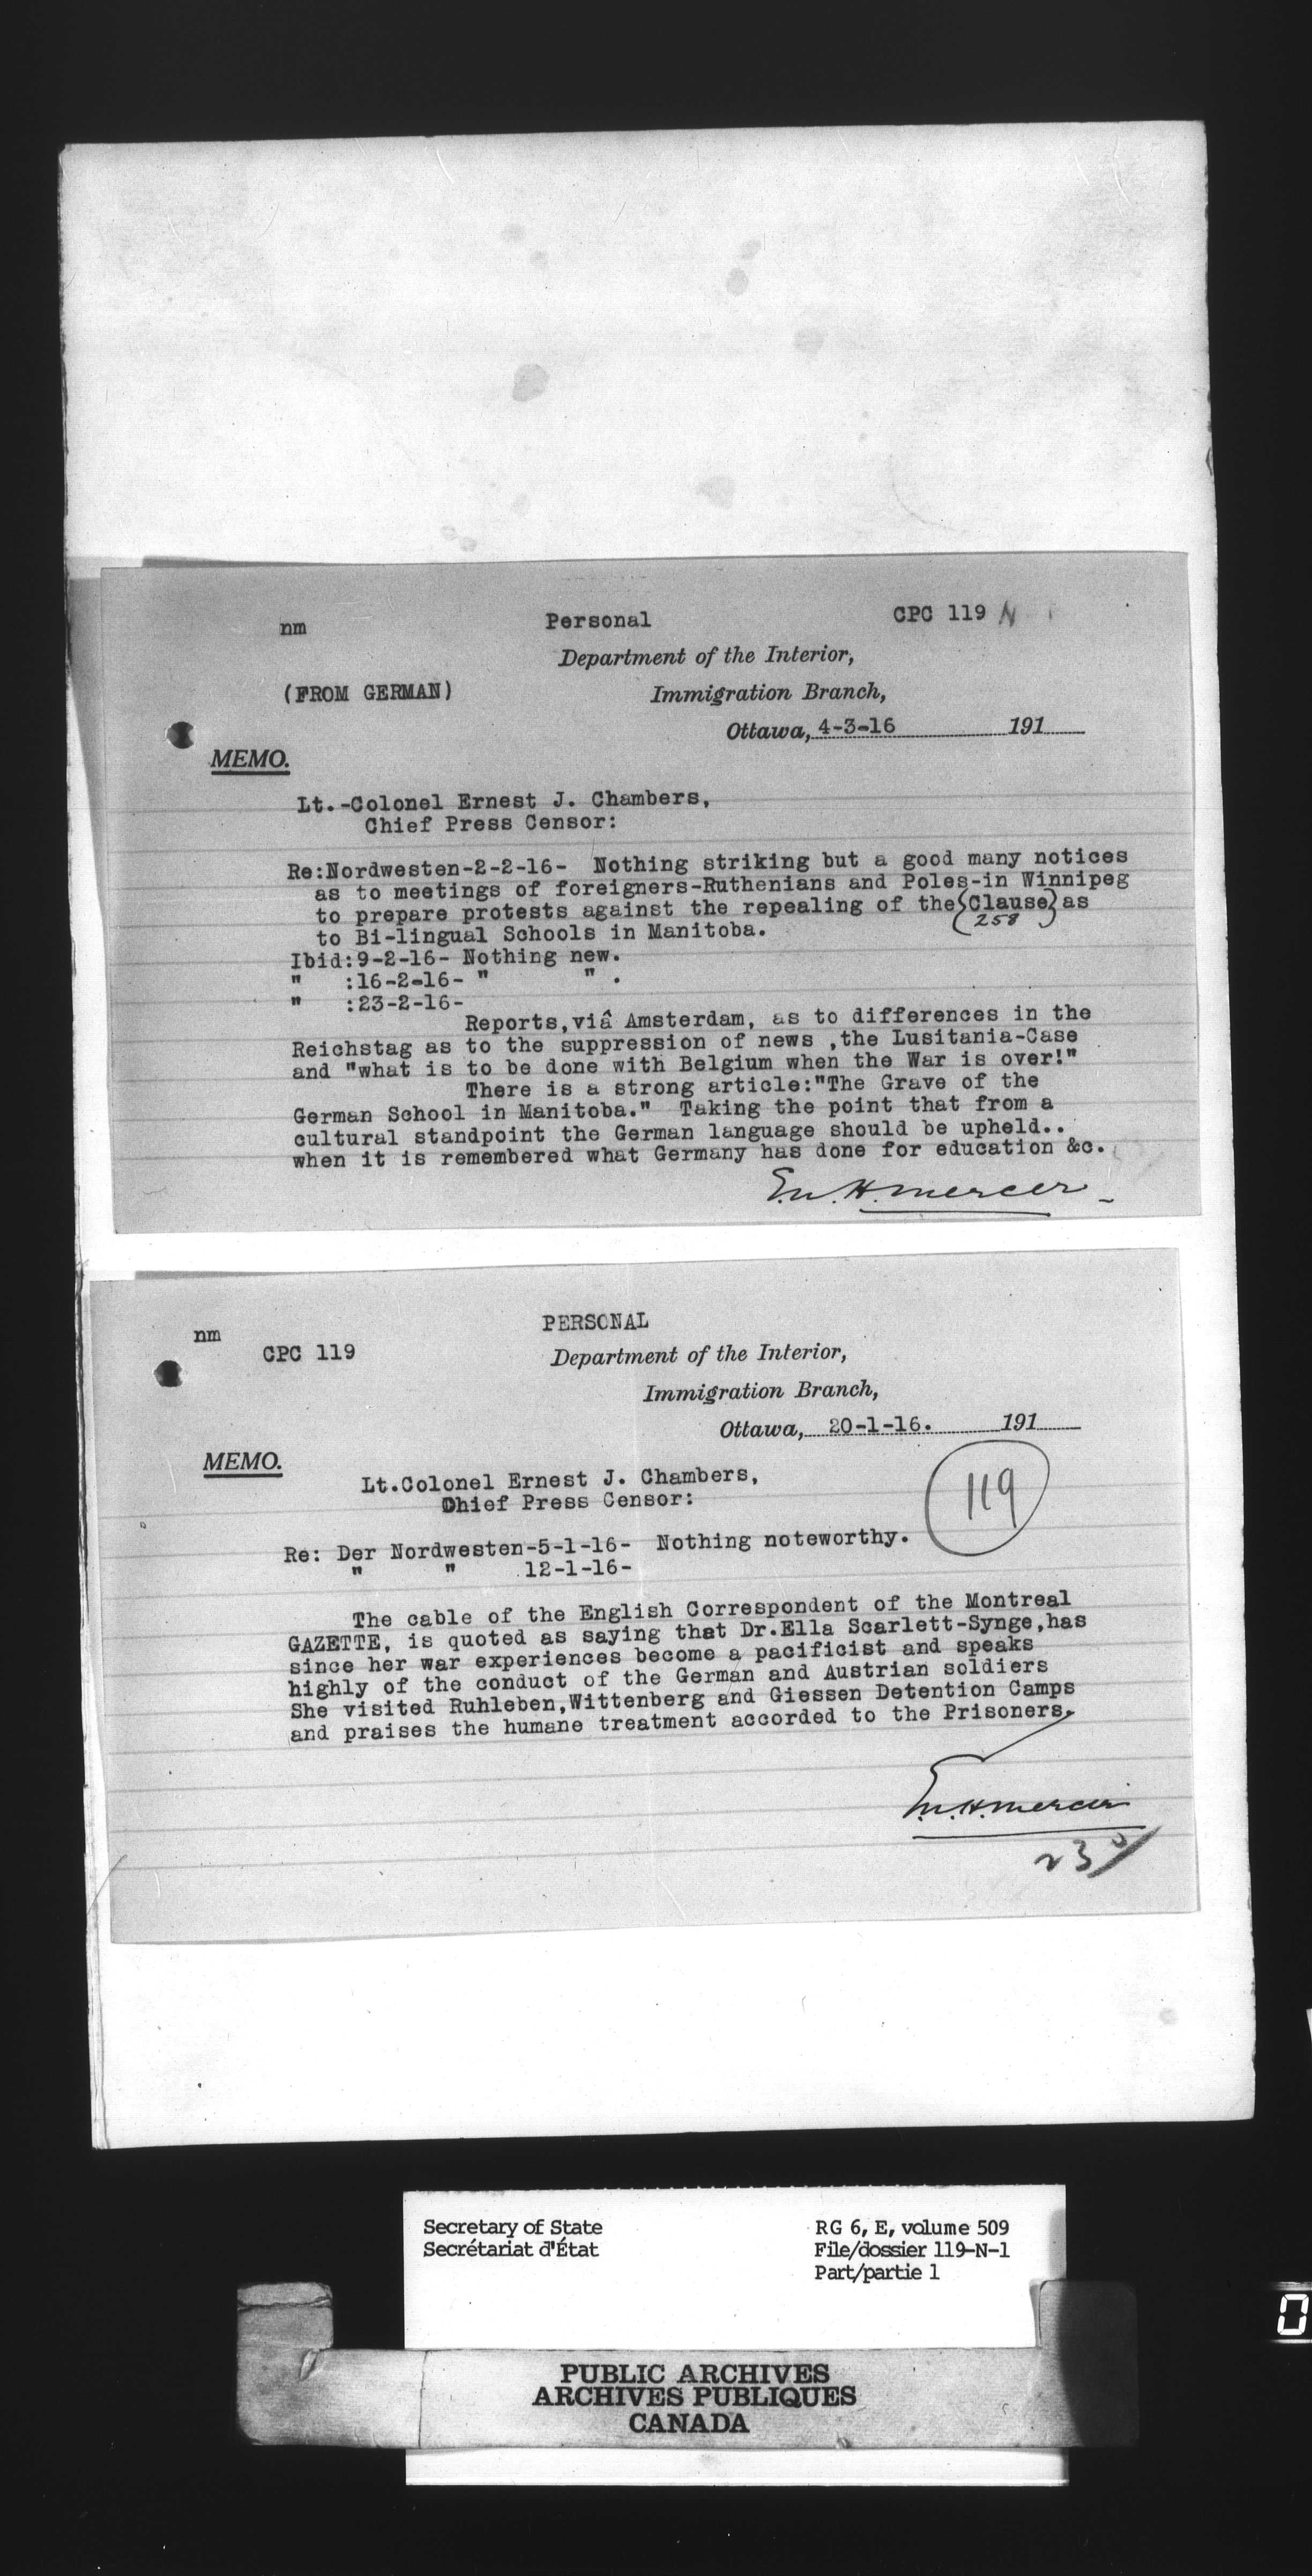 nm
Personal
CPC 119 N
Department of the Interior,
(FROM GERMAN)
Immigration Branch,
Ottawa, 4-3-16 191
MEMO.
Lt.-Colonel Ernest J. Chambers,
Chief Press Censor:
Re:Nordwesten-2-2-16- Nothing striking but a good many notices
as to meetings of foreigners-Ruthenians and Poles-in Winnipeg
to prepare protests against the repealing of the {Clause} as
258
to Bi-lingual Schools in Manitoba.
Ibid:9-2-16- Nothing new.
" :16-2-16- " " .
" :23-2-16-
Reports,viâ Amsterdam, as to differences in the
Reichstag as to the suppression of news ,the Lusitania-Case
and "what is to be done with Belgium when the War is over!"
There is a strong article:"The Grave of the
German School in Manitoba." Taking the point that from a
cultural standpoint the German language should be upheld..
when it is remembered what Germany has done for education &c.
E.M.H.Mercer
PERSONAL
nm
CPC 119
Department of the Interior,
Immigration Branch,
Ottawa, 20-1-16. 191
MEMO.
119
Lt.Colonel Ernest J. Chambers,
Chief Press Censor:
Re: Der Nordwesten-5-1-16- Nothing noteworthy.
" " 12-1-16-
The cable of the English Correspondent of the Montreal
GAZETTE, is quoted as saying that Dr.Ella Scarlett-Synge,has
since her war experiences become a pacificist and speaks
highly of the conduct of the German and Austrian soldiers
She visited Ruhleben,Wittenberg and Giessen Detention Camps
and praises the humane treatment accorded to the Prisoners.
E.M.H.Mercer
Secretary of State
Secrétariat d'État
RG 6, E, volume 509
File/dossier 119-N-1
Part/partie 1
PUBLIC ARCHIVES
ARCHIVES PUBLIQUES
CANADA
0